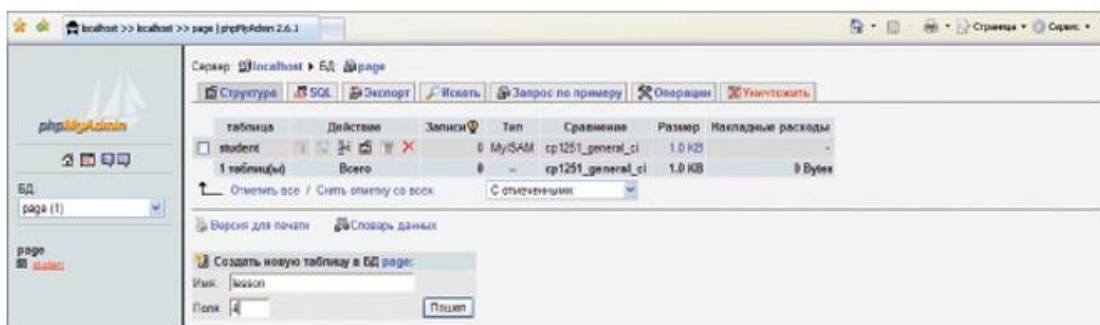 localhost >> localhost >> page | phpMyAdmin 2.6.1
Страница Сервис
Сервер: localhost БД: page
Структура SQL Экспорт Искать Запрос по примеру Операции Уничтожить
phpMyAdmin
таблица Действие Записи Тип Сравнение Размер Накладные расходы
student 0 MyISAM cp1251_general_ci 1.0 KB -
1 таблиц(ы) Всего 0 -- cp1251_general_ci 1.0 KB 0 Bytes
Отметить все / Снять отметку со всех С отмеченными:
БД:
page (1)
Версия для печати Словарь данных
page
student
Создать новую таблицу в БД page:
Имя: lesson
Поля: 4 Пошел